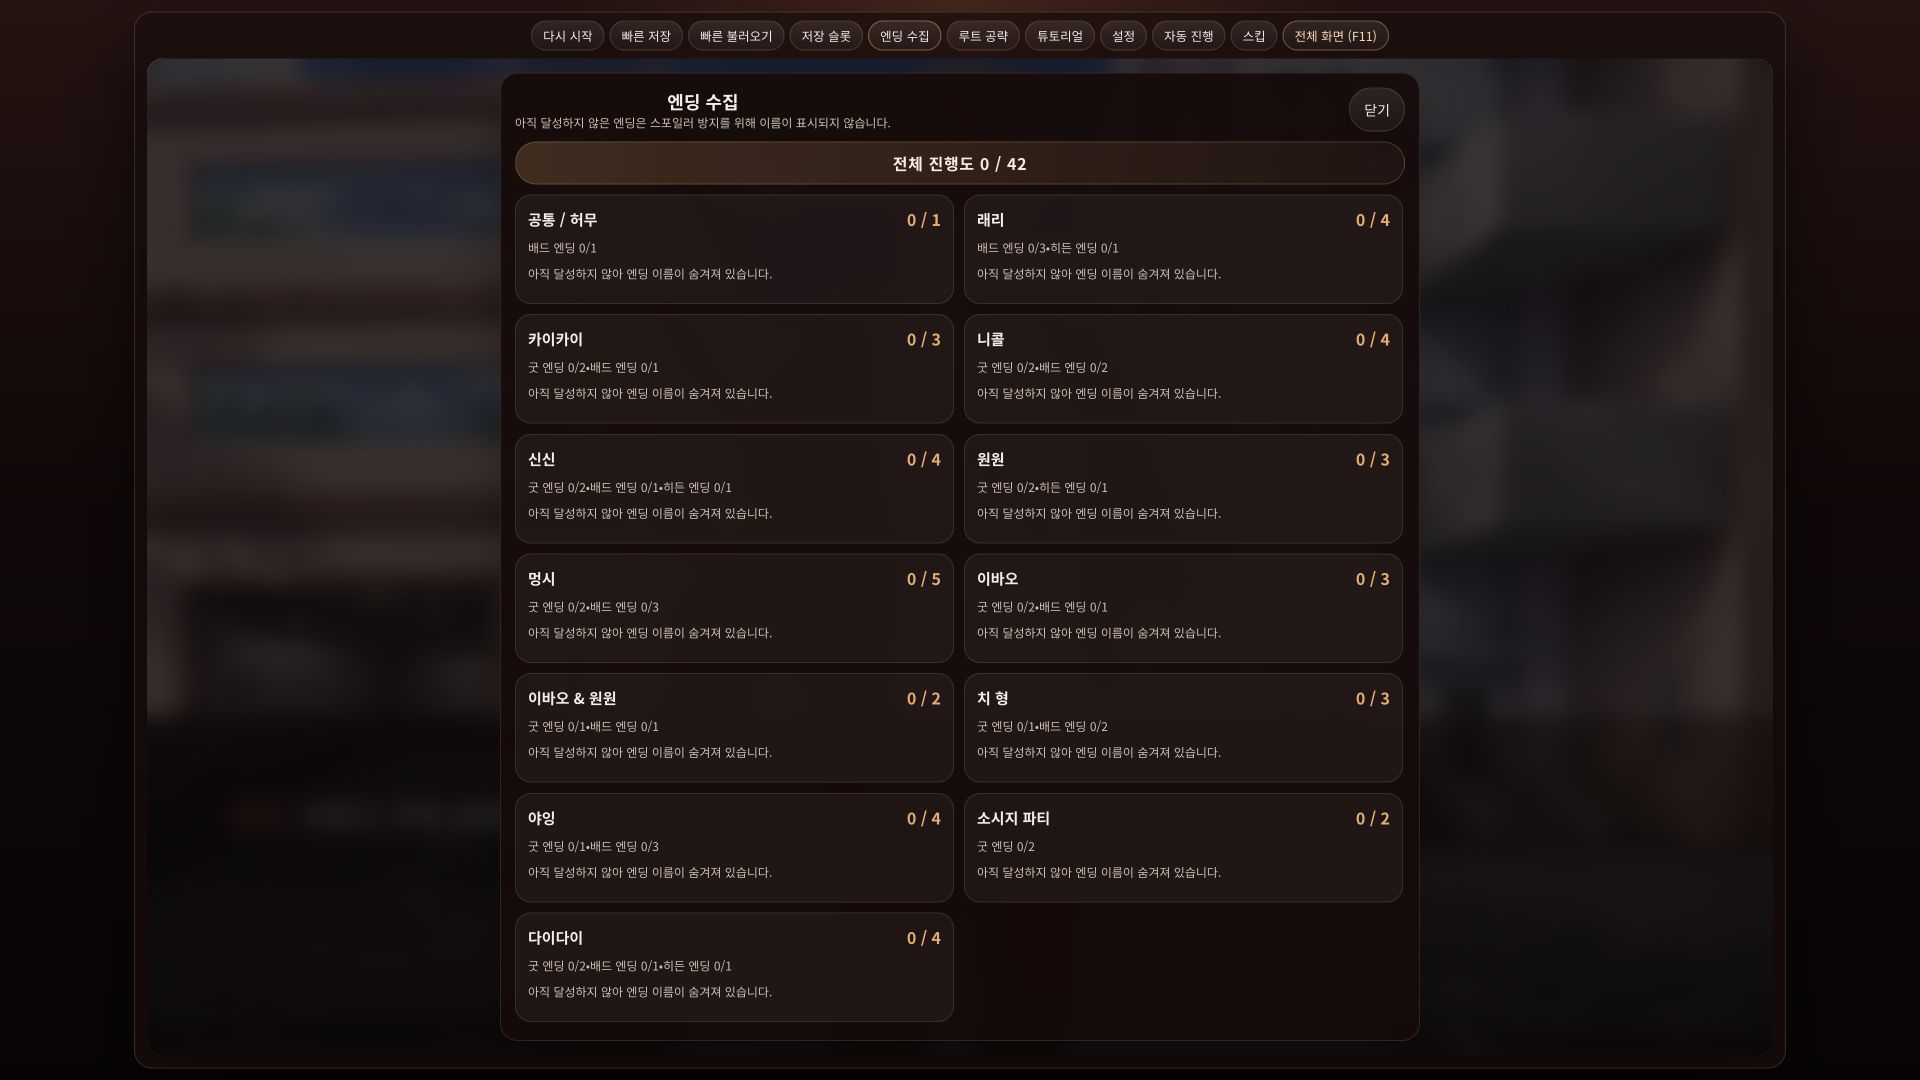 다시 시작
빠른 저장
빠른 불러오기
저장 슬롯
엔딩 수집
루트 공략
튜토리얼
설정
자동 진행
스킵
전체 화면 (F11)
엔딩 수집
아직 달성하지 않은 엔딩은 스포일러 방지를 위해 이름이 표시되지 않습니다.
닫기
전체 진행도 0 / 42
공통 / 허무
0 / 1
배드 엔딩 0/1
아직 달성하지 않아 엔딩 이름이 숨겨져 있습니다.
래리
0 / 4
배드 엔딩 0/3•히든 엔딩 0/1
아직 달성하지 않아 엔딩 이름이 숨겨져 있습니다.
카이카이
0 / 3
굿 엔딩 0/2•배드 엔딩 0/1
아직 달성하지 않아 엔딩 이름이 숨겨져 있습니다.
니콜
0 / 4
굿 엔딩 0/2•배드 엔딩 0/2
아직 달성하지 않아 엔딩 이름이 숨겨져 있습니다.
신신
0 / 4
굿 엔딩 0/2•배드 엔딩 0/1•히든 엔딩 0/1
아직 달성하지 않아 엔딩 이름이 숨겨져 있습니다.
원원
0 / 3
굿 엔딩 0/2•히든 엔딩 0/1
아직 달성하지 않아 엔딩 이름이 숨겨져 있습니다.
멍시
0 / 5
굿 엔딩 0/2•배드 엔딩 0/3
아직 달성하지 않아 엔딩 이름이 숨겨져 있습니다.
이바오
0 / 3
굿 엔딩 0/2•배드 엔딩 0/1
아직 달성하지 않아 엔딩 이름이 숨겨져 있습니다.
이바오 & 원원
0 / 2
굿 엔딩 0/1•배드 엔딩 0/1
아직 달성하지 않아 엔딩 이름이 숨겨져 있습니다.
치 형
0 / 3
굿 엔딩 0/1•배드 엔딩 0/2
아직 달성하지 않아 엔딩 이름이 숨겨져 있습니다.
야잉
0 / 4
굿 엔딩 0/1•배드 엔딩 0/3
아직 달성하지 않아 엔딩 이름이 숨겨져 있습니다.
소시지 파티
0 / 2
굿 엔딩 0/2
아직 달성하지 않아 엔딩 이름이 숨겨져 있습니다.
다이다이
0 / 4
굿 엔딩 0/2•배드 엔딩 0/1•히든 엔딩 0/1
아직 달성하지 않아 엔딩 이름이 숨겨져 있습니다.